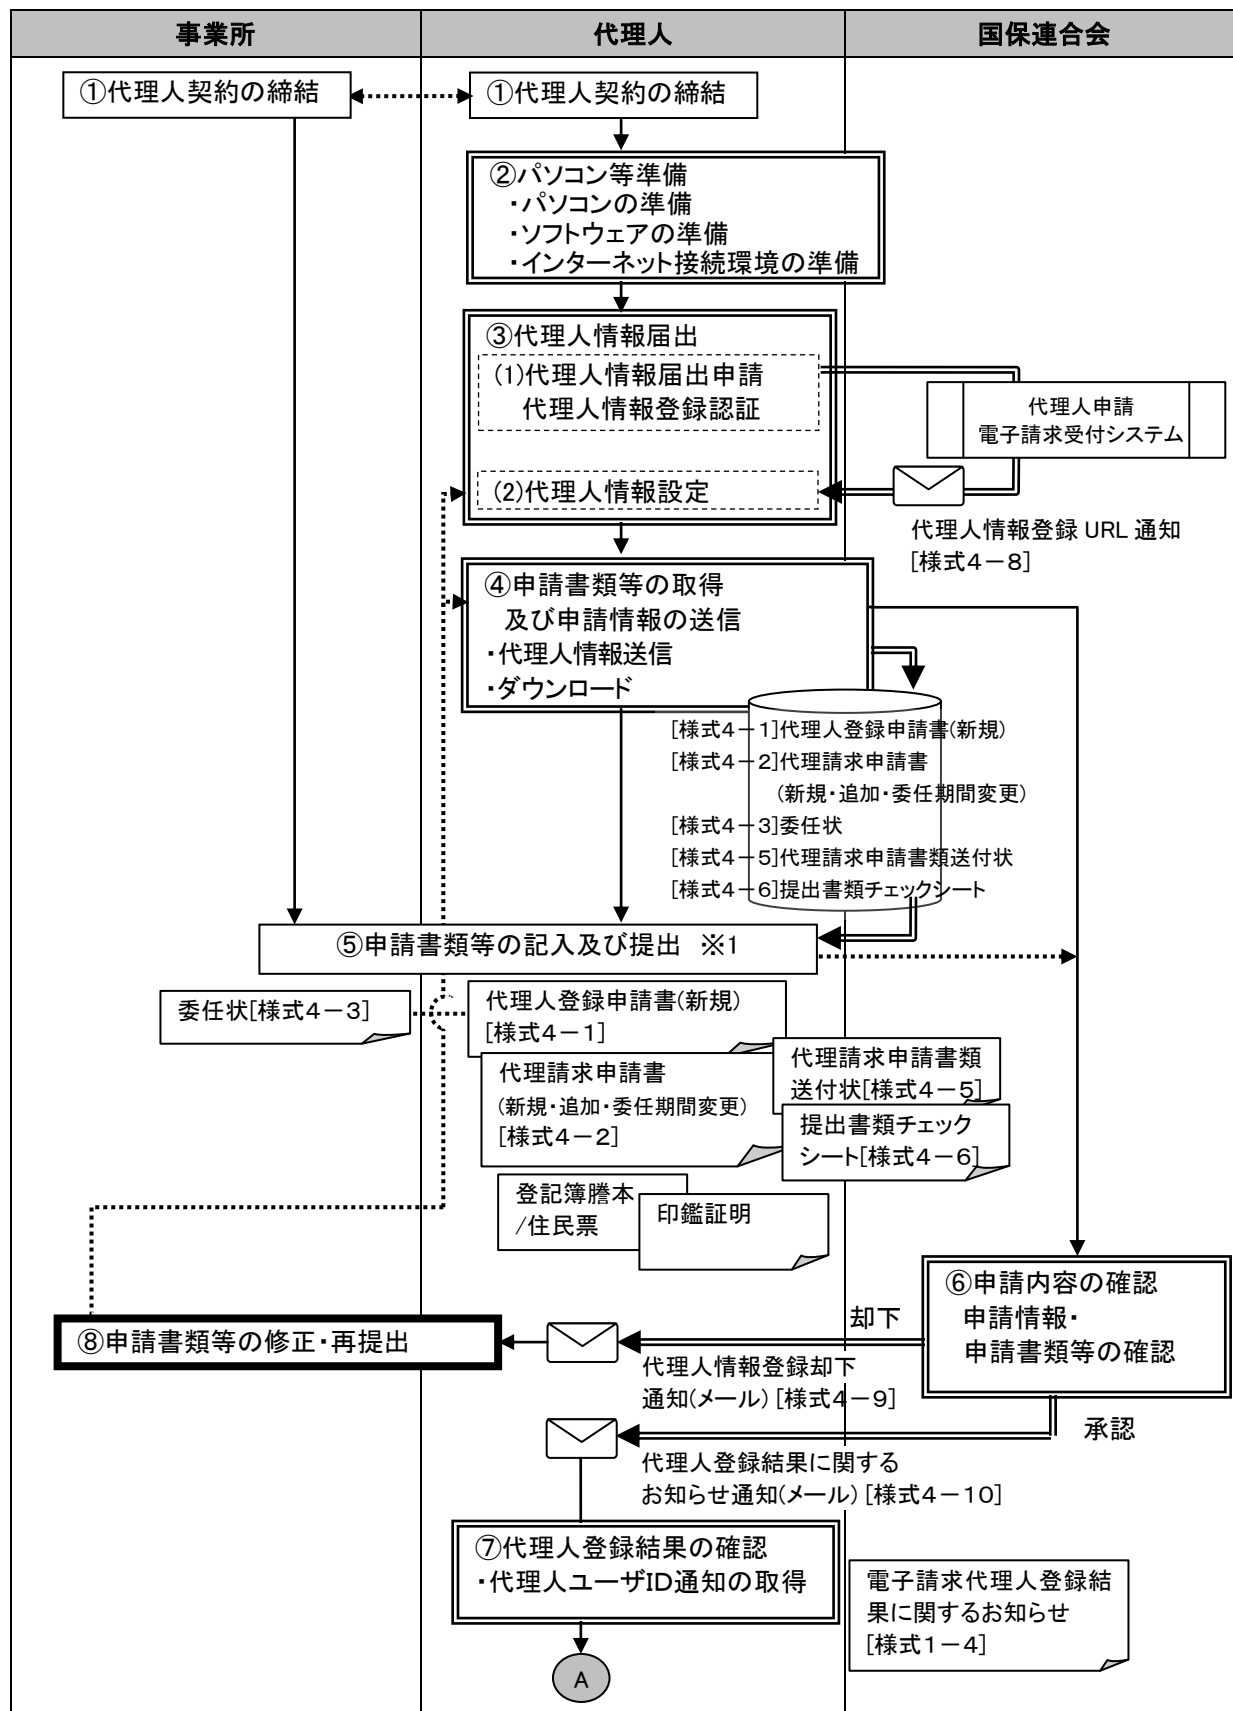 事業所
代理人
国保連合会
①代理人契約の締結
①代理人契約の締結
②パソコン等準備
・パソコンの準備
・ソフトウェアの準備
・インターネット接続環境の準備
③代理人情報届出
(1)代理人情報届出申請
代理人情報登録認証
(2)代理人情報設定
代理人申請
電子請求受付システム
代理人情報登録 URL 通知
[様式4－8]
④申請書類等の取得
及び申請情報の送信
・代理人情報送信
・ダウンロード
[様式4－1]代理人登録申請書(新規)
[様式4－2]代理請求申請書
(新規・追加・委任期間変更)
[様式4－3]委任状
[様式4－5]代理請求申請書類送付状
[様式4－6]提出書類チェックシート
⑤申請書類等の記入及び提出 ※1
委任状[様式4－3]
代理人登録申請書(新規)
[様式4－1]
代理請求申請書
(新規・追加・委任期間変更)
[様式4－2]
代理請求申請書類
送付状[様式4－5]
提出書類チェック
シート[様式4－6]
登記簿謄本
/住民票
印鑑証明
⑥申請内容の確認
申請情報・
申請書類等の確認
却下
⑧申請書類等の修正・再提出
代理人情報登録却下
通知(メール) [様式4－9]
承認
代理人登録結果に関する
お知らせ通知(メール) [様式4－10]
⑦代理人登録結果の確認
・代理人ユーザID通知の取得
電子請求代理人登録結
果に関するお知らせ
[様式1－4]
A